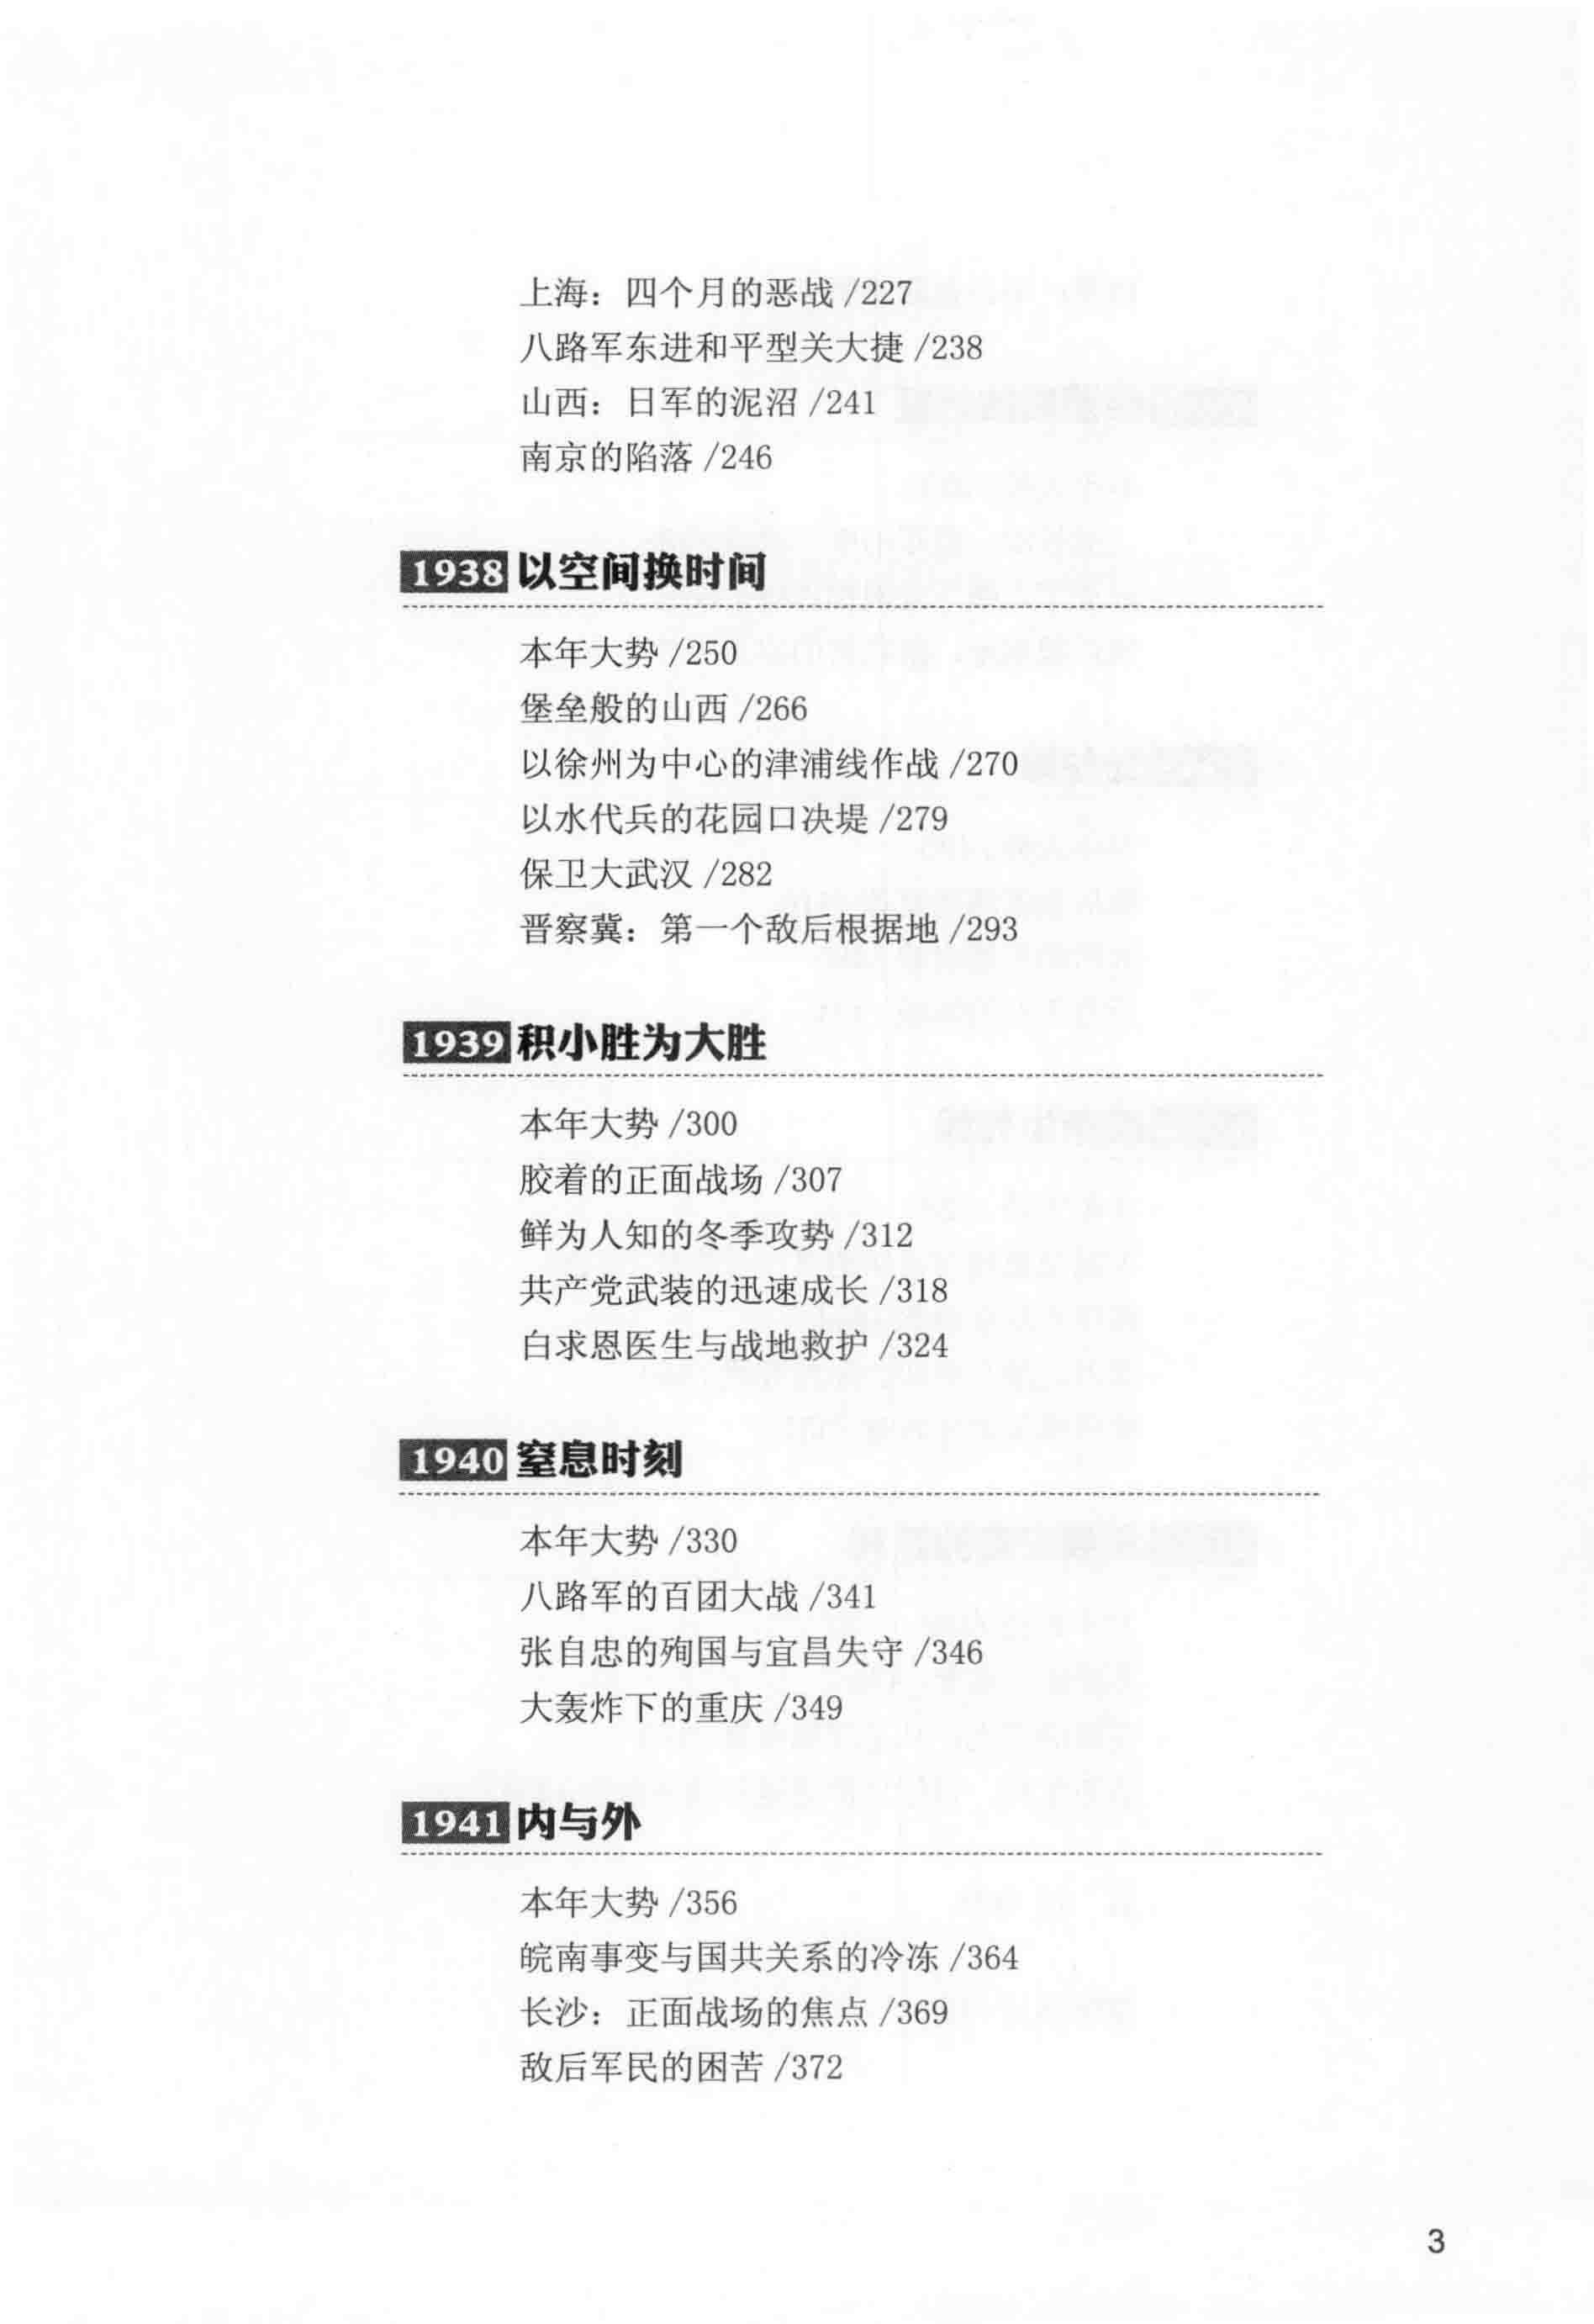 上海：四个月的恶战 /227
八路军东进和平型关大捷 /238
山西：日军的泥沼 /241
南京的陷落 /246
1938 以空间换时间
本年大势 /250
堡垒般的山西 /266
以徐州为中心的津浦线作战 /270
以水代兵的花园口决堤 /279
保卫大武汉 /282
晋察冀：第一个敌后根据地 /293
1939 积小胜为大胜
本年大势 /300
胶着的正面战场 /307
鲜为人知的冬季攻势 /312
共产党武装的迅速成长 /318
白求恩医生与战地救护 /324
1940 窒息时刻
本年大势 /330
八路军的百团大战 /341
张自忠的殉国与宜昌失守 /346
大轰炸下的重庆 /349
1941 内与外
本年大势 /356
皖南事变与国共关系的冷冻 /364
长沙：正面战场的焦点 /369
敌后军民的困苦 /372
3